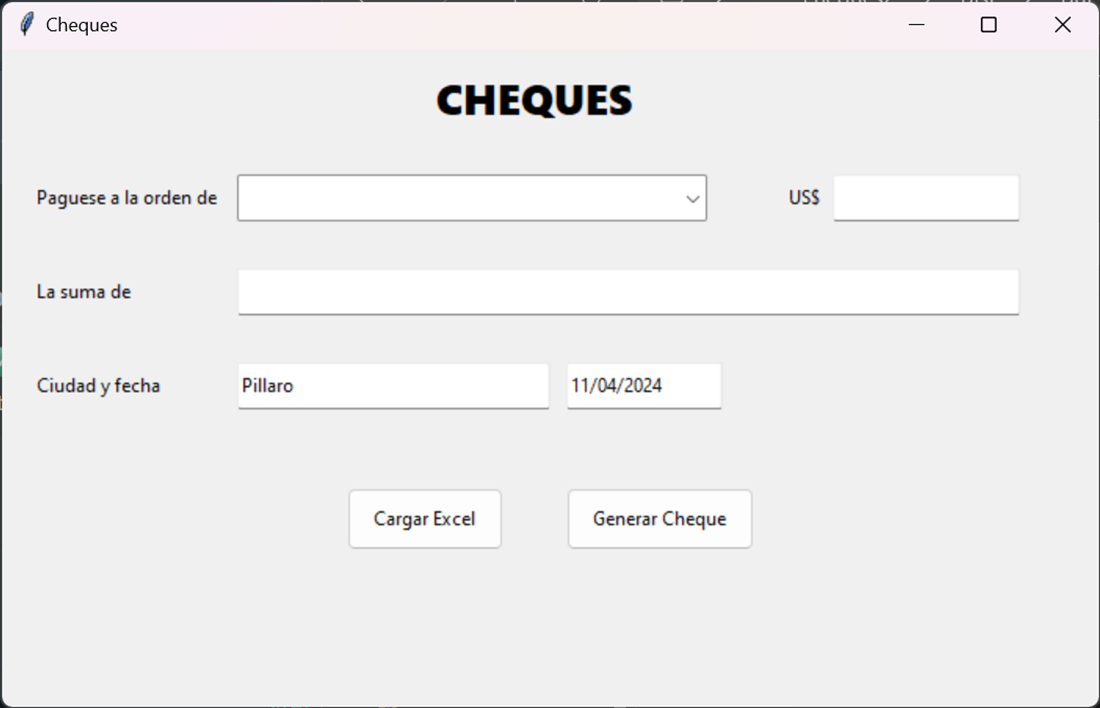 Cheques
CHEQUES
Paguese a la orden de US$
La suma de
Ciudad y fecha Pillaro 11/04/2024
Cargar Excel Generar Cheque